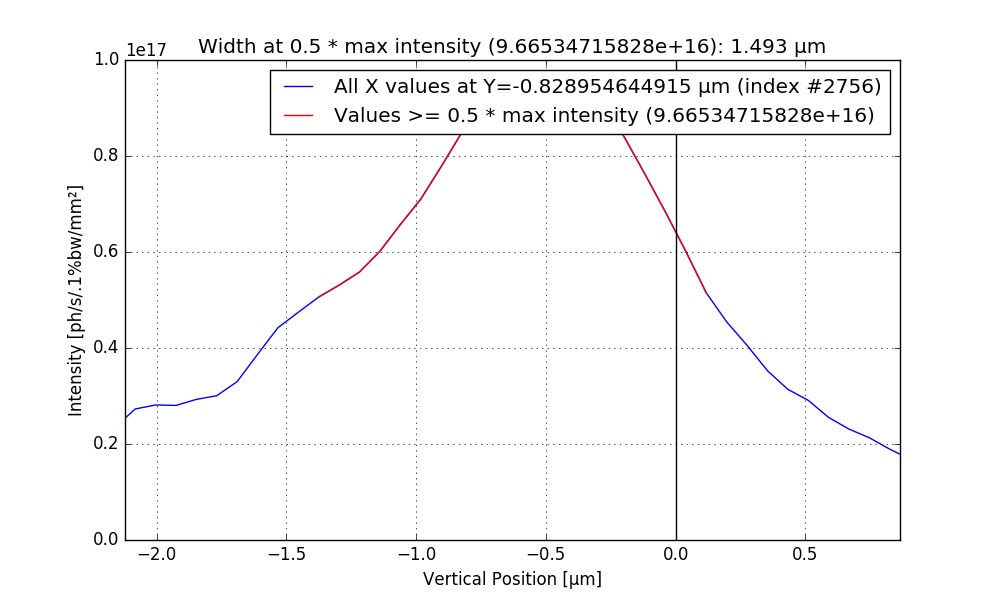 Width at 0.5 * max intensity (9.66534715828e+16): 1.493 µm
1e17
All X values at Y=-0.828954644915 µm (index #2756)
Values >= 0.5 * max intensity (9.66534715828e+16)
1.0
0.8
0.6
0.4
0.2
0.0
Intensity [ph/s/.1%bw/mm²]
−2.0 −1.5 −1.0 −0.5 0.0 0.5
Vertical Position [µm]